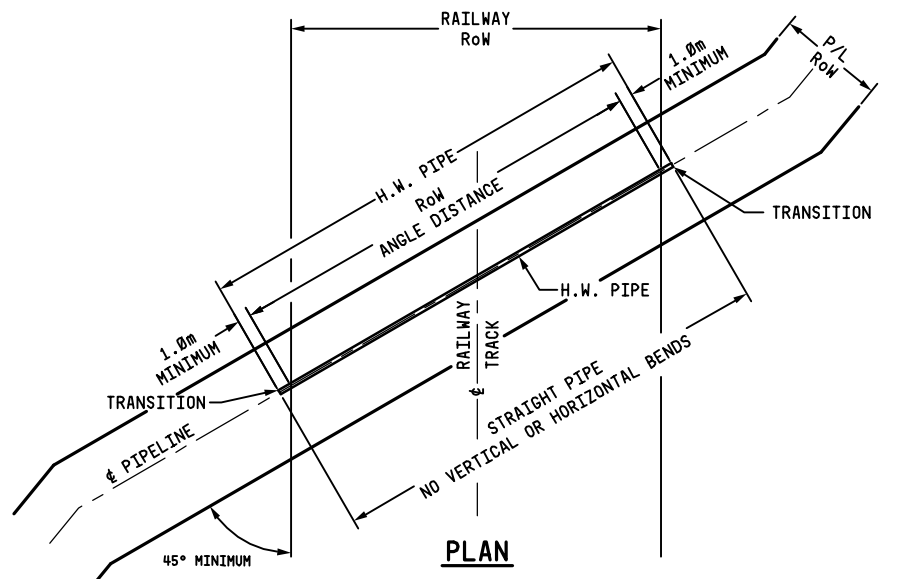 RAILWAY
RoW
P/L
RoW
1.0m
MINIMUM
H.W. PIPE
RoW
ANGLE DISTANCE
TRANSITION
H.W. PIPE
1.0m
MINIMUM
RAILWAY
℄ TRACK
STRAIGHT PIPE
NO VERTICAL OR HORIZONTAL BENDS
TRANSITION
℄ PIPELINE
45° MINIMUM
PLAN